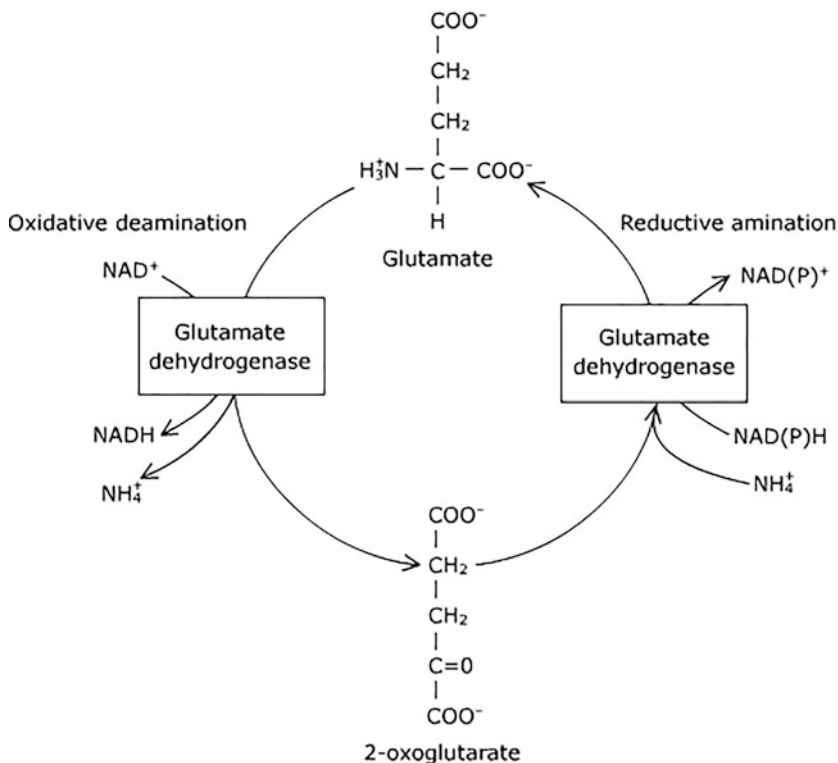 COO⁻
|
CH₂
|
CH₂
|
H₃⁺N — C — COO⁻
|
H
Glutamate
Oxidative deamination
NAD⁺
Glutamate
dehydrogenase
NADH
NH₄⁺
Reductive amination
NAD(P)⁺
Glutamate
dehydrogenase
NAD(P)H
NH₄⁺
COO⁻
|
CH₂
|
CH₂
|
C=0
|
COO⁻
2-oxoglutarate